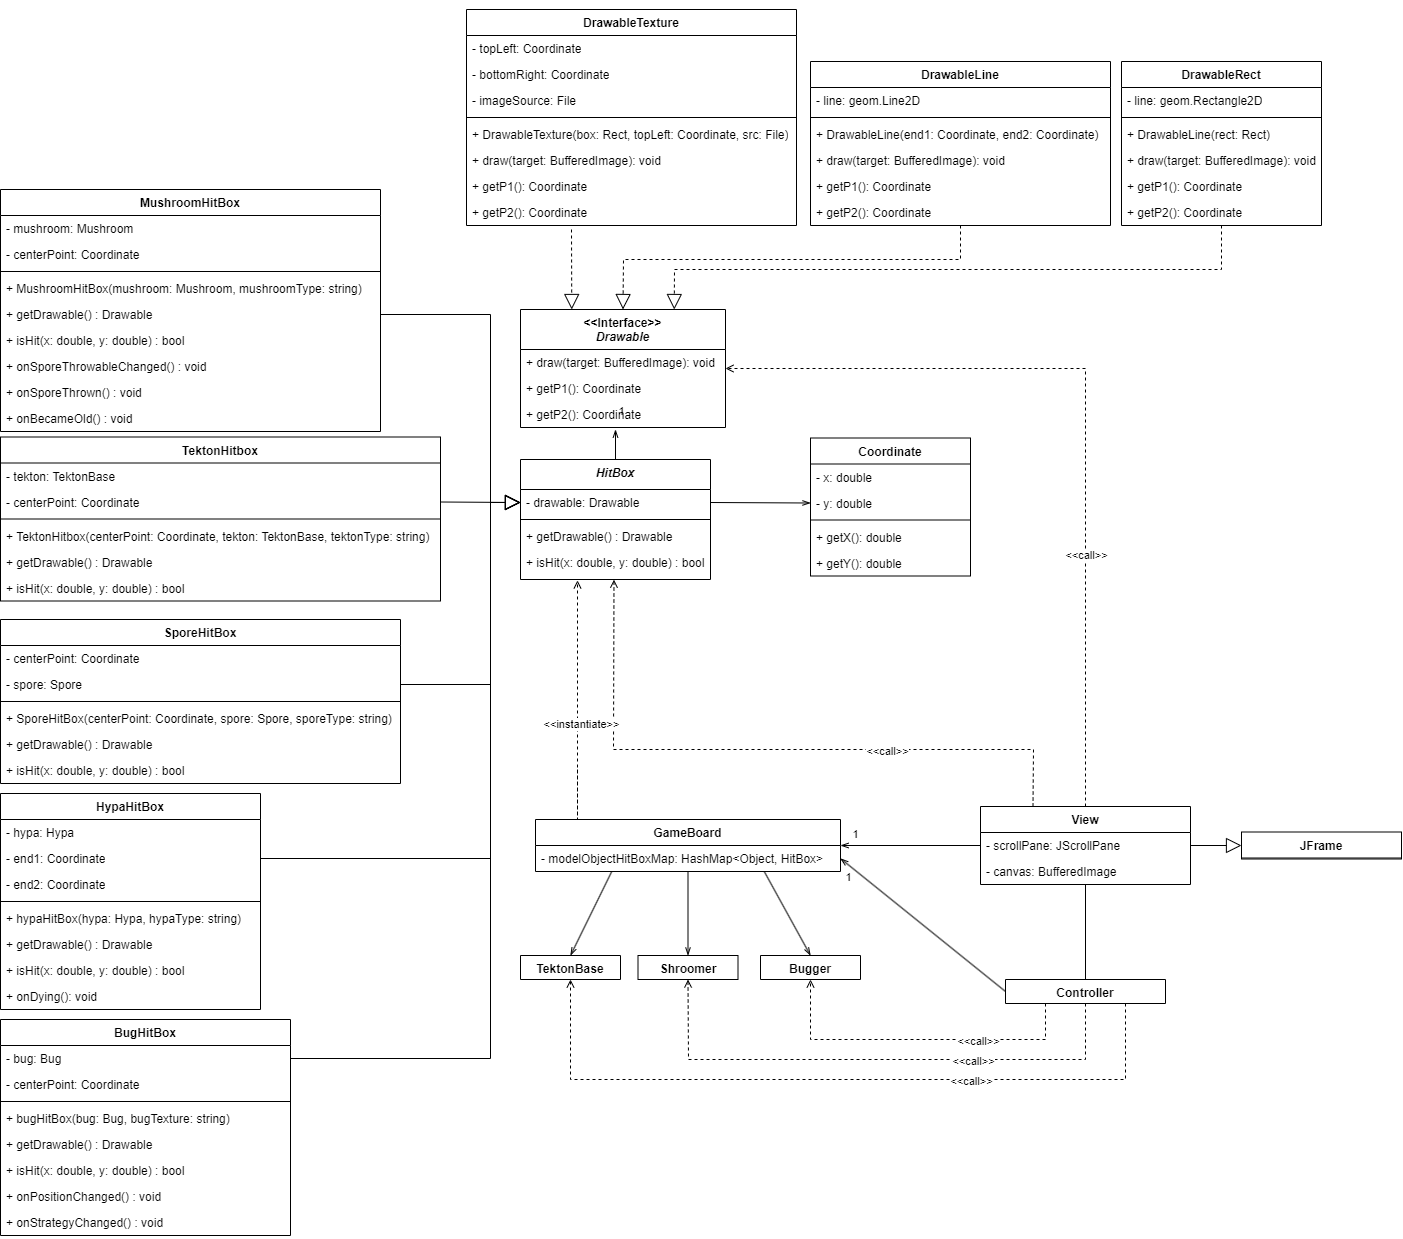 DrawableTexture
- topLeft: Coordinate
- bottomRight: Coordinate
- imageSource: File
+ DrawableTexture(box: Rect, topLeft: Coordinate, src: File)
+ draw(target: BufferedImage): void
+ getP1(): Coordinate
+ getP2(): Coordinate
DrawableLine
- line: geom.Line2D
+ DrawableLine(end1: Coordinate, end2: Coordinate)
+ draw(target: BufferedImage): void
+ getP1(): Coordinate
+ getP2(): Coordinate
DrawableRect
- line: geom.Rectangle2D
+ DrawableLine(rect: Rect)
+ draw(target: BufferedImage): void
+ getP1(): Coordinate
+ getP2(): Coordinate
MushroomHitBox
- mushroom: Mushroom
- centerPoint: Coordinate
+ MushroomHitBox(mushroom: Mushroom, mushroomType: string)
+ getDrawable() : Drawable
+ isHit(x: double, y: double) : bool
+ onSporeThrowableChanged() : void
+ onSporeThrown() : void
+ onBecameOld() : void
<<Interface>>
Drawable
+ draw(target: BufferedImage): void
+ getP1(): Coordinate
+ getP2(): Coordinate
1
TektonHitbox
- tekton: TektonBase
- centerPoint: Coordinate
+ TektonHitbox(centerPoint: Coordinate, tekton: TektonBase, tektonType: string)
+ getDrawable() : Drawable
+ isHit(x: double, y: double) : bool
HitBox
- drawable: Drawable
+ getDrawable() : Drawable
+ isHit(x: double, y: double) : bool
Coordinate
- x: double
- y: double
+ getX(): double
+ getY(): double
<<call>>
SporeHitBox
- centerPoint: Coordinate
- spore: Spore
+ SporeHitBox(centerPoint: Coordinate, spore: Spore, sporeType: string)
+ getDrawable() : Drawable
+ isHit(x: double, y: double) : bool
<<instantiate>>
<<call>>
HypaHitBox
- hypa: Hypa
- end1: Coordinate
- end2: Coordinate
+ hypaHitBox(hypa: Hypa, hypaType: string)
+ getDrawable() : Drawable
+ isHit(x: double, y: double) : bool
+ onDying(): void
GameBoard
- modelObjectHitBoxMap: HashMap<Object, HitBox>
1
1
View
- scrollPane: JScrollPane
- canvas: BufferedImage
JFrame
TektonBase
Shroomer
Bugger
Controller
<<call>>
<<call>>
<<call>>
BugHitBox
- bug: Bug
- centerPoint: Coordinate
+ bugHitBox(bug: Bug, bugTexture: string)
+ getDrawable() : Drawable
+ isHit(x: double, y: double) : bool
+ onPositionChanged() : void
+ onStrategyChanged() : void